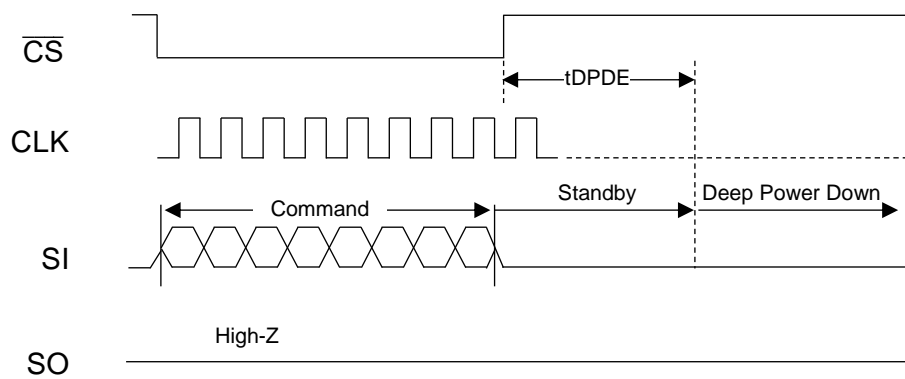 CS
tDPDE
CLK
Standby
Deep Power Down
Command
SI
High-Z
SO